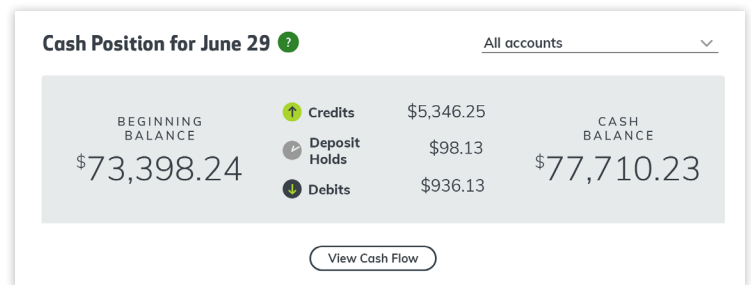 Cash Position for June 29 ?
All accounts
BEGINNING
BALANCE
$73,398.24
Credits $5,346.25
Deposit
Holds $98.13
Debits $936.13
CASH
BALANCE
$77,710.23
View Cash Flow